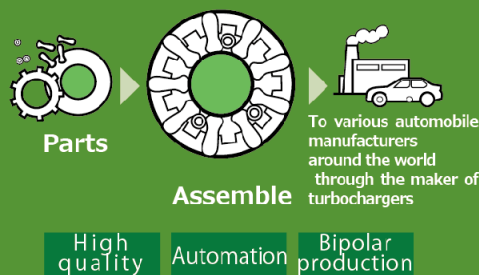 Parts
Assemble
To various automobile
manufacturers
around the world
through the maker of
turbochargers
High
quality
Automation
Bipolar
production